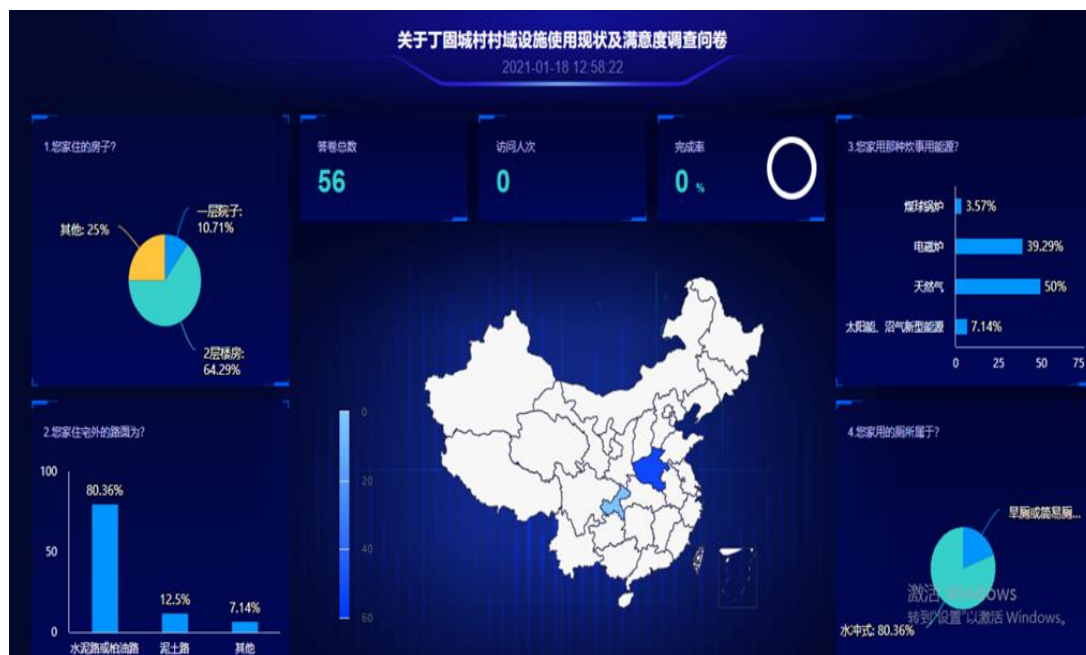 关于丁固城村村域设施使用现状及满意度调查问卷
2021-01-18 12:58:22
1.您家住的房子?
一层院子:
10.71%
其他: 25%
2层楼房:
64.29%
答卷总数
56
访问人次
0
完成率
0 %
3.您家用那种炊事用能源?
煤球锅炉
3.57%
电磁炉
39.29%
天然气
50%
太阳能、沼气新型能源
7.14%
0 25 50 75
2.您家住宅外的路面为?
100
80.36%
50
12.5%
7.14%
0
水泥路或柏油路 泥土路 其他
0
20
40
60
4.您家用的厕所属于?
旱厕或简易厕...
水冲式: 80.36%
激活 Windows
转到"设置"以激活 Windows。